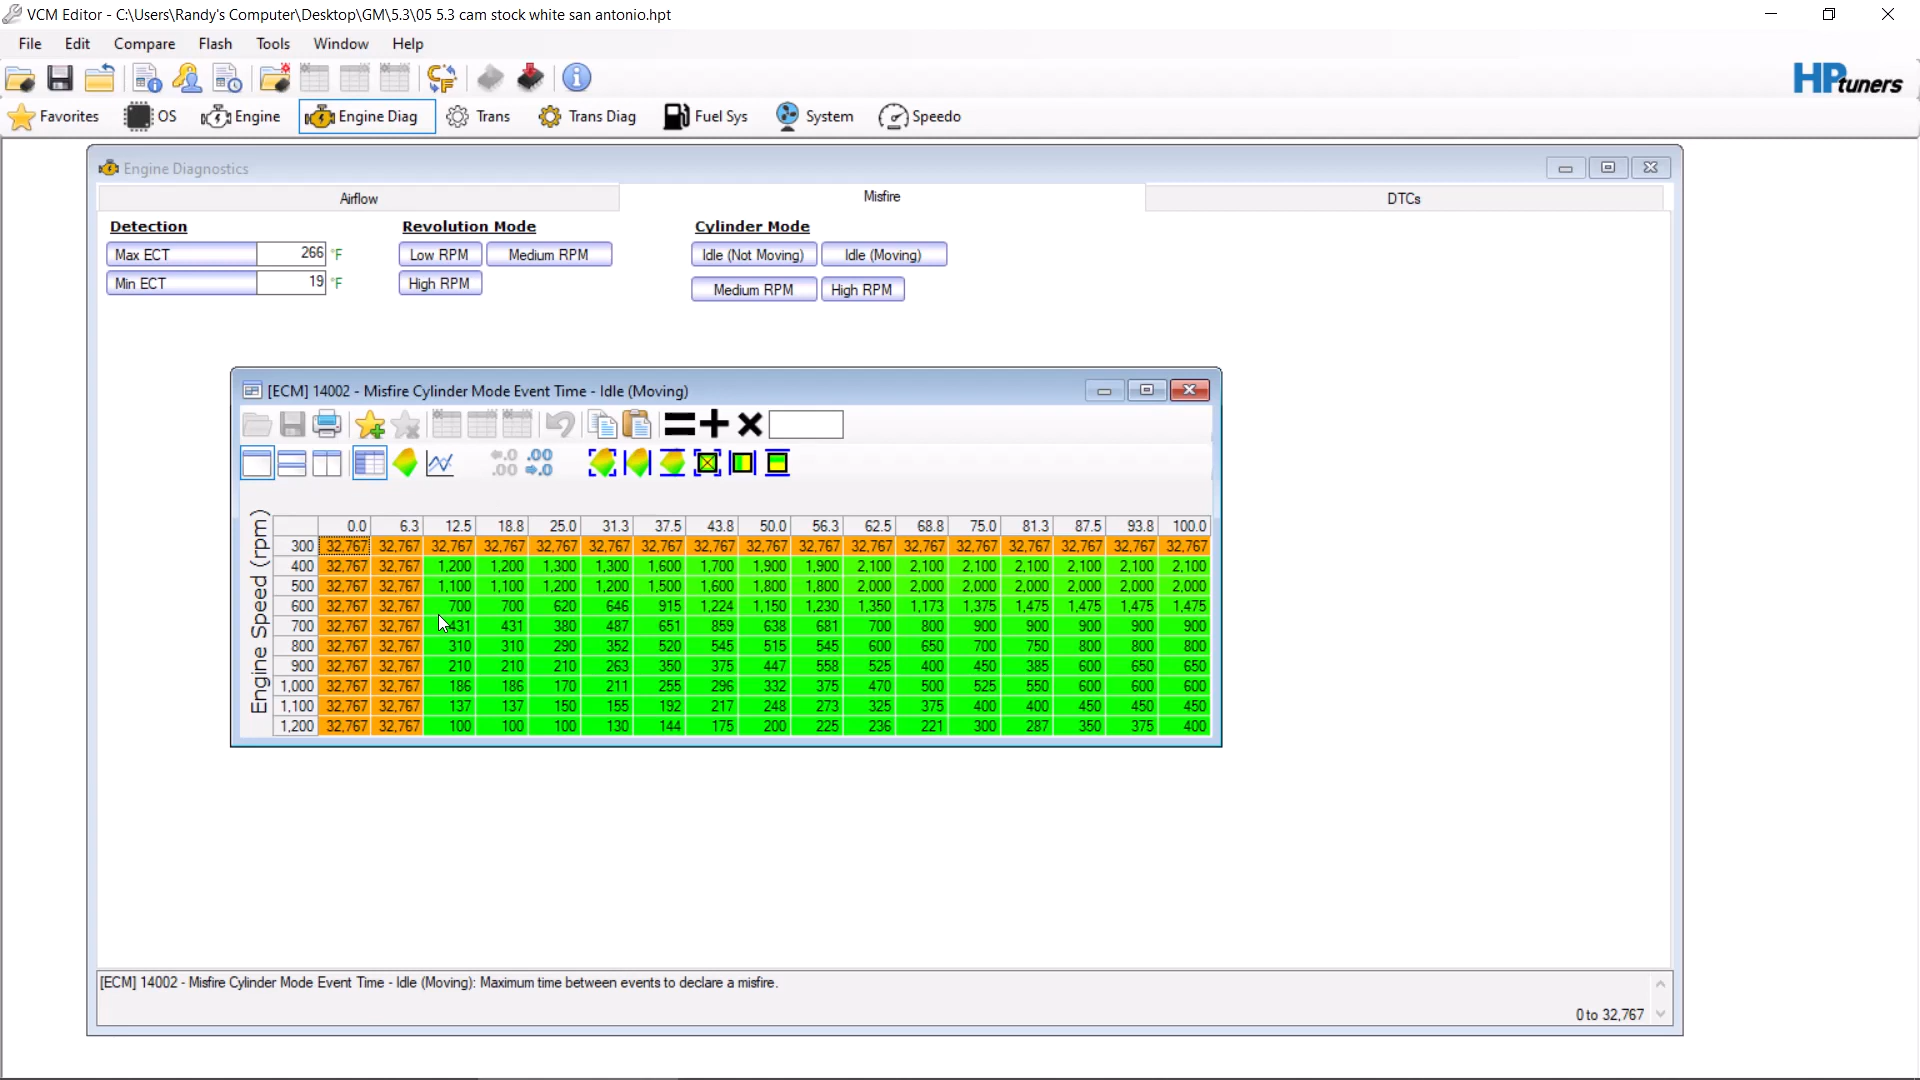 VCM Editor - C:\Users\Randy's Computer\Desktop\GM\5.3\05 5.3 cam stock white san antonio.hpt
File Edit Compare Flash Tools Window Help
HPtuners
Favorites OS Engine Engine Diag Trans Trans Diag Fuel Sys System Speedo
Engine Diagnostics
Airflow Misfire DTCs
Detection Revolution Mode Cylinder Mode
Max ECT 266 °F Low RPM Medium RPM Idle (Not Moving) Idle (Moving)
Min ECT 19 °F High RPM Medium RPM High RPM
[ECM] 14002 - Misfire Cylinder Mode Event Time - Idle (Moving)
←.0 .00
.00 →.0
Engine Speed (rpm)
0.0 6.3 12.5 18.8 25.0 31.3 37.5 43.8 50.0 56.3 62.5 68.8 75.0 81.3 87.5 93.8 100.0
300 32,767 32,767 32,767 32,767 32,767 32,767 32,767 32,767 32,767 32,767 32,767 32,767 32,767 32,767 32,767 32,767 32,767
400 32,767 32,767 1,200 1,200 1,300 1,300 1,600 1,700 1,900 1,900 2,100 2,100 2,100 2,100 2,100 2,100 2,100
500 32,767 32,767 1,100 1,100 1,200 1,200 1,500 1,600 1,800 1,800 2,000 2,000 2,000 2,000 2,000 2,000 2,000
600 32,767 32,767 700 700 620 646 915 1,224 1,150 1,230 1,350 1,173 1,375 1,475 1,475 1,475 1,475
700 32,767 32,767 431 431 380 487 651 859 638 681 700 800 900 900 900 900 900
800 32,767 32,767 310 310 290 352 520 545 515 545 600 650 700 750 800 800 800
900 32,767 32,767 210 210 210 263 350 375 447 558 525 400 450 385 600 650 650
1,000 32,767 32,767 186 186 170 211 255 296 332 375 470 500 525 550 600 600 600
1,100 32,767 32,767 137 137 150 155 192 217 248 273 325 375 400 400 450 450 450
1,200 32,767 32,767 100 100 100 130 144 175 200 225 236 221 300 287 350 375 400
[ECM] 14002 - Misfire Cylinder Mode Event Time - Idle (Moving): Maximum time between events to declare a misfire.
0 to 32,767